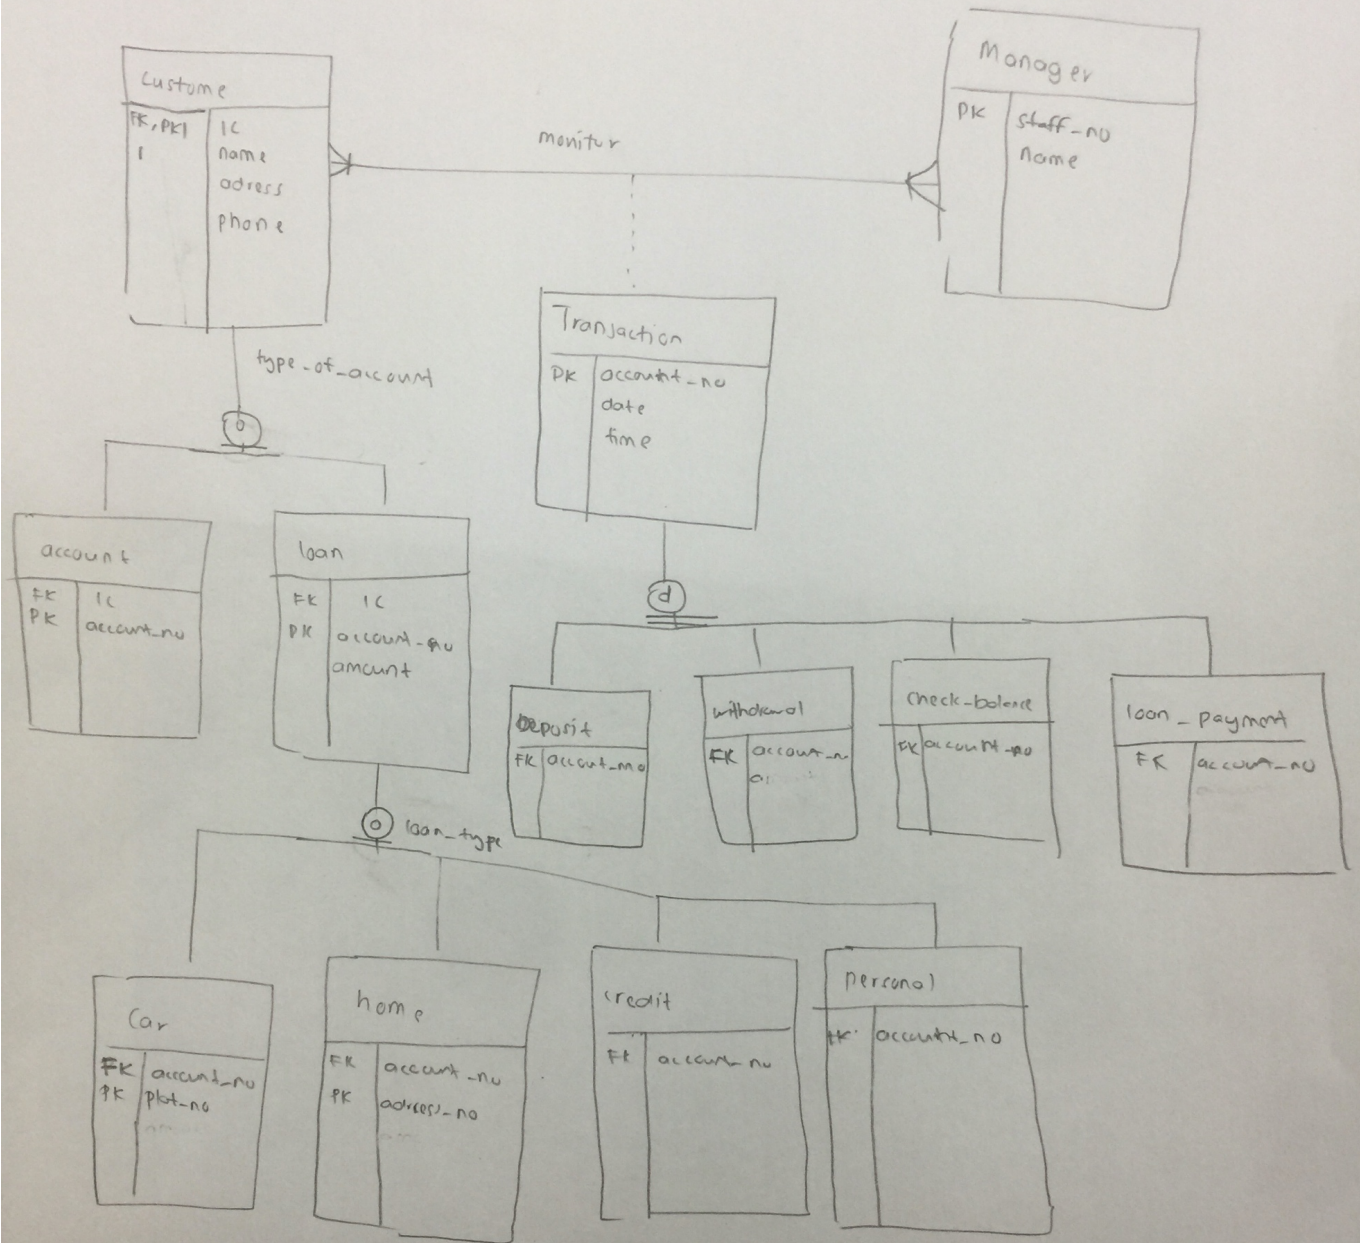 Custome
FK, PK1 IC
1 name
adress
phone
monitur
Manager
PK staff_no
name
type_of_account
Transaction
PK account_no
date
time
o
account
FK IC
PK account_no
loan
FK IC
PK account_no
amount
d
Deposit
FK account_no
withdrawal
FK account_n
a
check_balance
FK account_no
loan_payment
FK account_no
o loan_type
Car
FK account_no
PK plat_no
home
FK account_no
PK adress_no
credit
FK account_no
personal
FK account_no